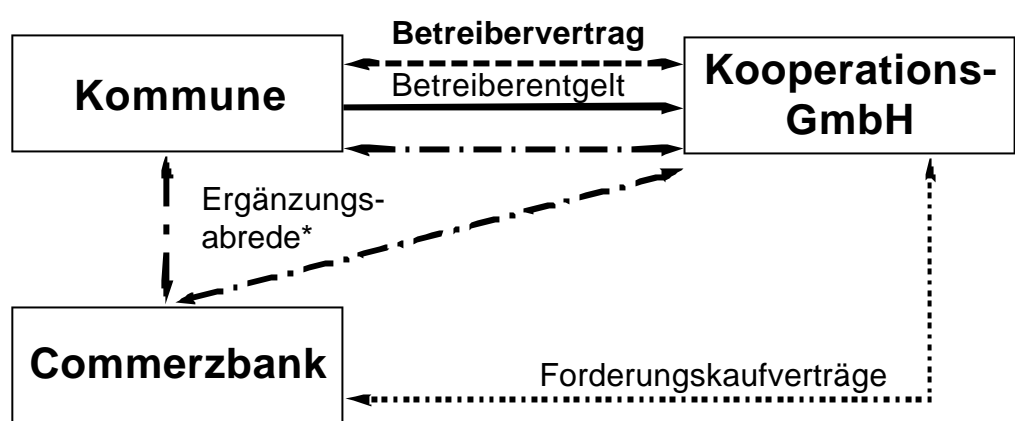 Betreibervertrag
Kommune
Betreiberentgelt
Kooperations-
GmbH
Ergänzungs-
abrede*
Commerzbank
Forderungskaufverträge